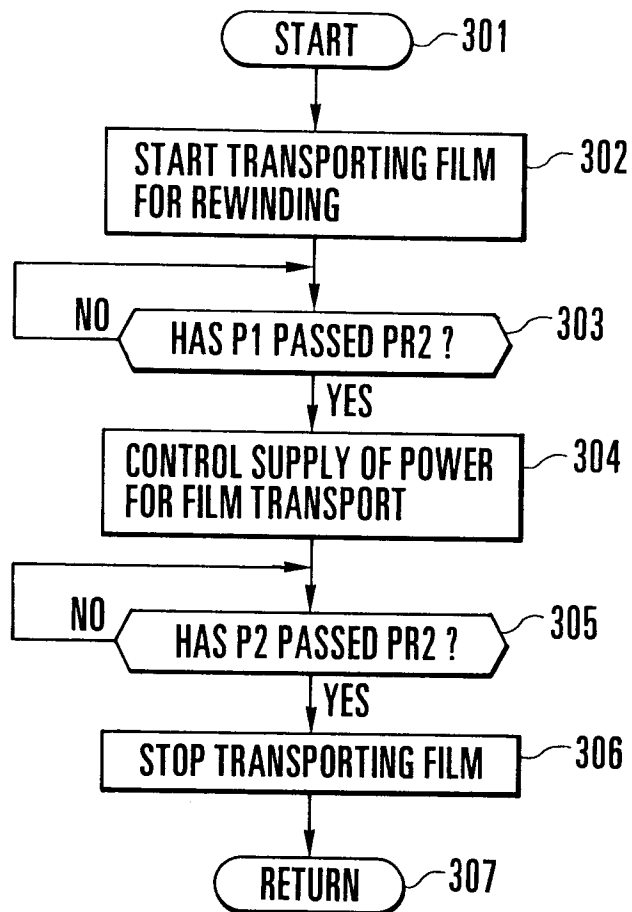 START
301
START TRANSPORTING FILM
FOR REWINDING
302
NO
HAS P1 PASSED PR2 ?
303
YES
CONTROL SUPPLY OF POWER
FOR FILM TRANSPORT
304
NO
HAS P2 PASSED PR2 ?
305
YES
STOP TRANSPORTING FILM
306
RETURN
307